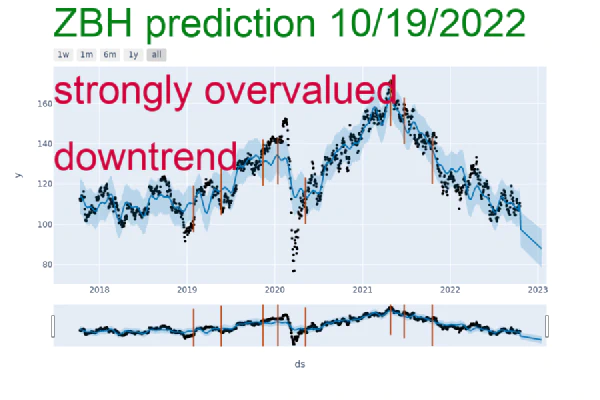 ZBH prediction 10/19/2022
1w 1m 6m 1y all
strongly overvalued
downtrend
160
140
120
100
80
y
2018 2019 2020 2021 2022 2023
ds